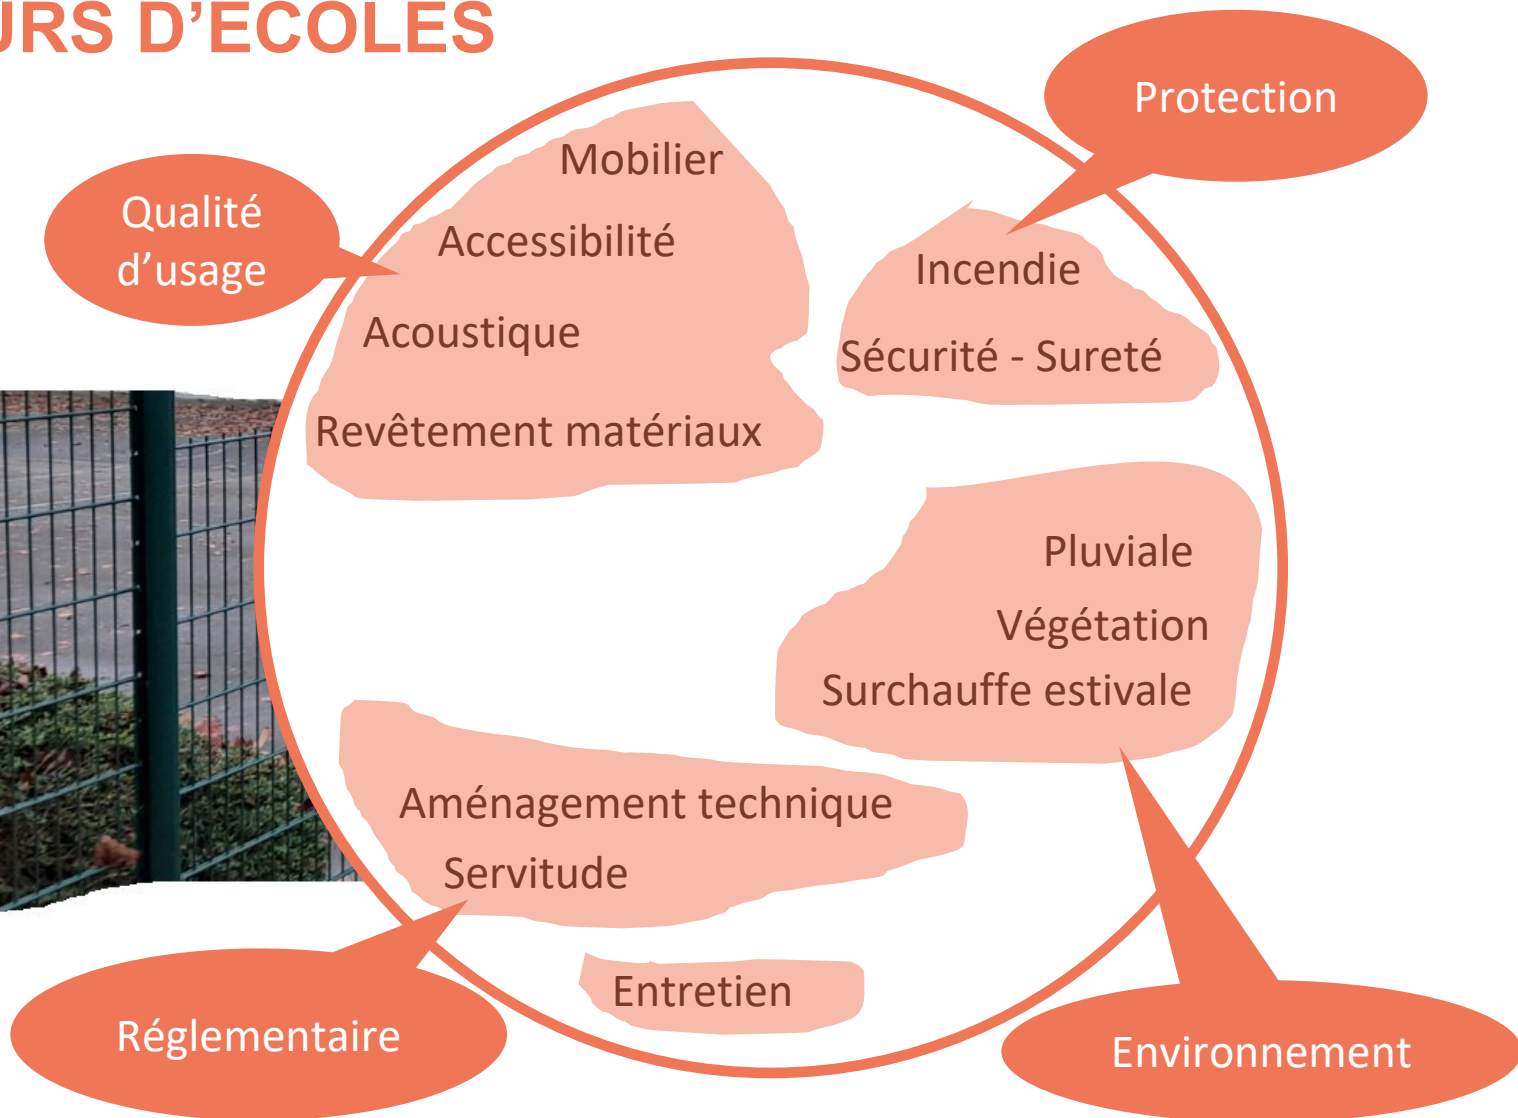 URS D’ECOLES
Protection
Mobilier
Qualité
d’usage
Accessibilité
Incendie
Acoustique
Sécurité - Sureté
Revêtement matériaux
Pluviale
Végétation
Surchauffe estivale
Aménagement technique
Servitude
Entretien
Réglementaire
Environnement